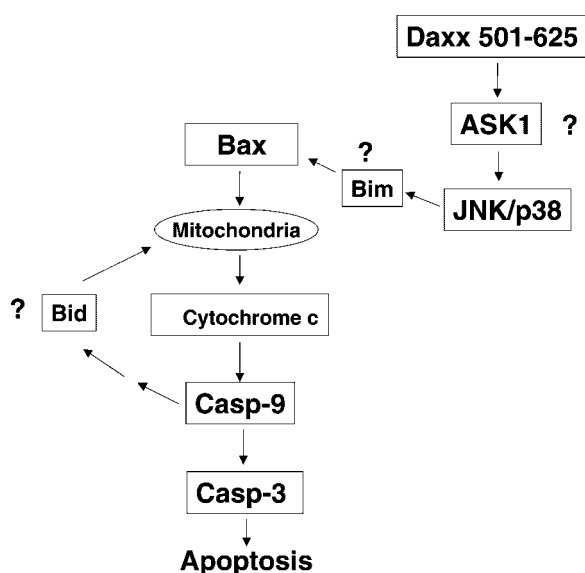 Daxx 501-625
ASK1 ?
Bax
?
Bim
JNK/p38
Mitochondria
? Bid
Cytochrome c
Casp-9
Casp-3
Apoptosis